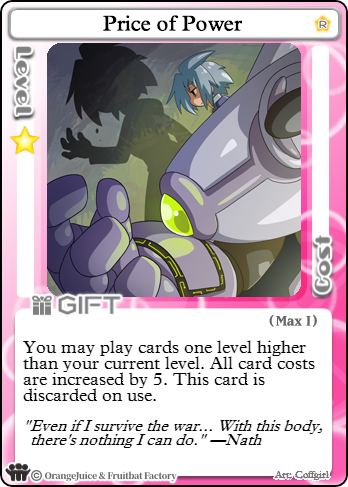 Price of Power
R
Level
Cost
GIFT
(Max 1)
You may play cards one level higher
than your current level. All card costs
are increased by 5. This card is
discarded on use.
"Even if I survive the war... With this body,
there's nothing I can do." —Nath
© OrangeJuice & Fruitbat Factory
Art: Coffgirl